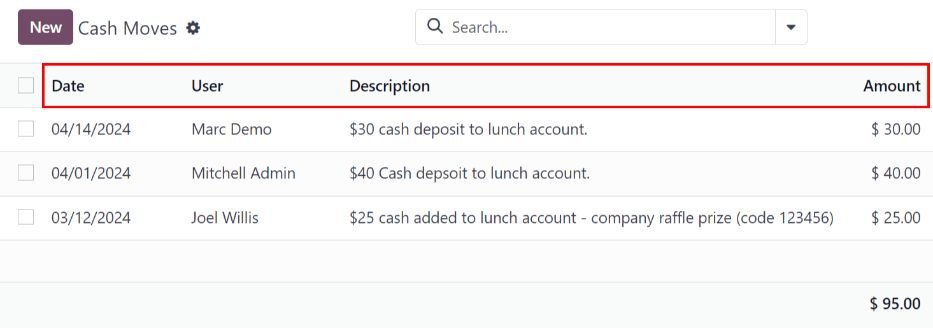 New Cash Moves Search...
Date User Description Amount
04/14/2024 Marc Demo $30 cash deposit to lunch account. $ 30.00
04/01/2024 Mitchell Admin $40 Cash depsoit to lunch account. $ 40.00
03/12/2024 Joel Willis $25 cash added to lunch account - company raffle prize (code 123456) $ 25.00
$ 95.00